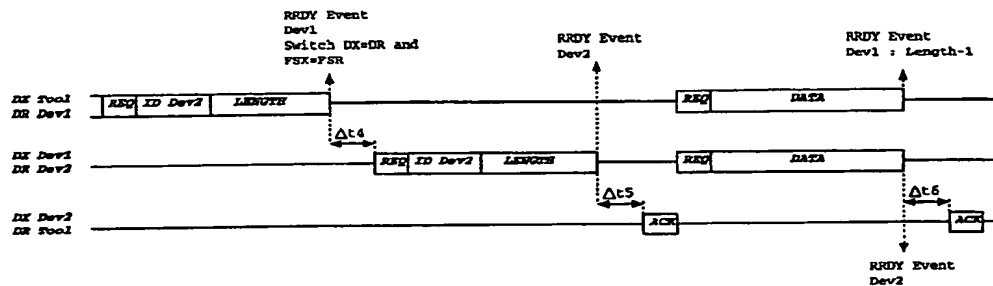 RRDY Event
Dev1
Switch DX=DR and
FSX=FSR
RRDY Event
Dev2
RRDY Event
Dev1 : Length-1
DX Tool
DR Dev1
REQ ID Dev2 LENGTH
REQ DATA
Δt4
DX Dev1
DR Dev2
REQ ID Dev2 LENGTH
REQ DATA
Δt5
Δt6
DX Dev2
DR Tool
ACK
ACK
RRDY Event
Dev2